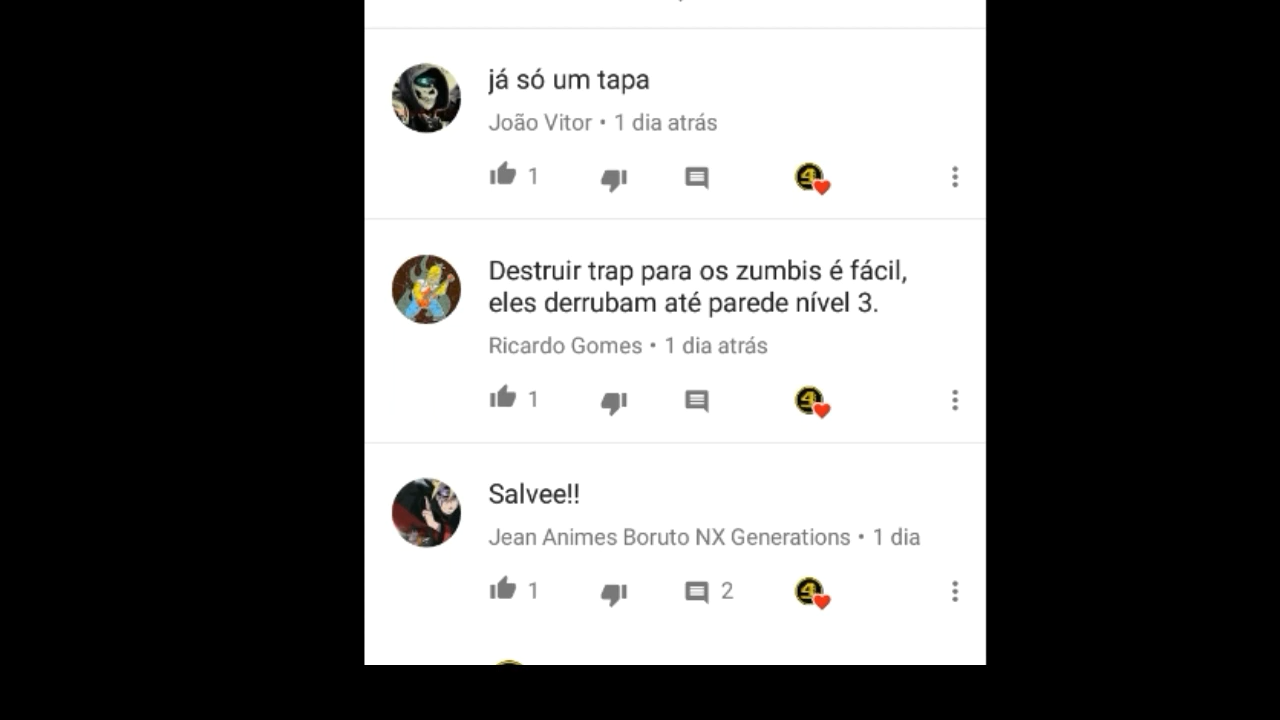 já só um tapa
João Vitor • 1 dia atrás
1
Destruir trap para os zumbis é fácil,
eles derrubam até parede nível 3.
Ricardo Gomes • 1 dia atrás
1
Salvee!!
Jean Animes Boruto NX Generations • 1 dia
1 2